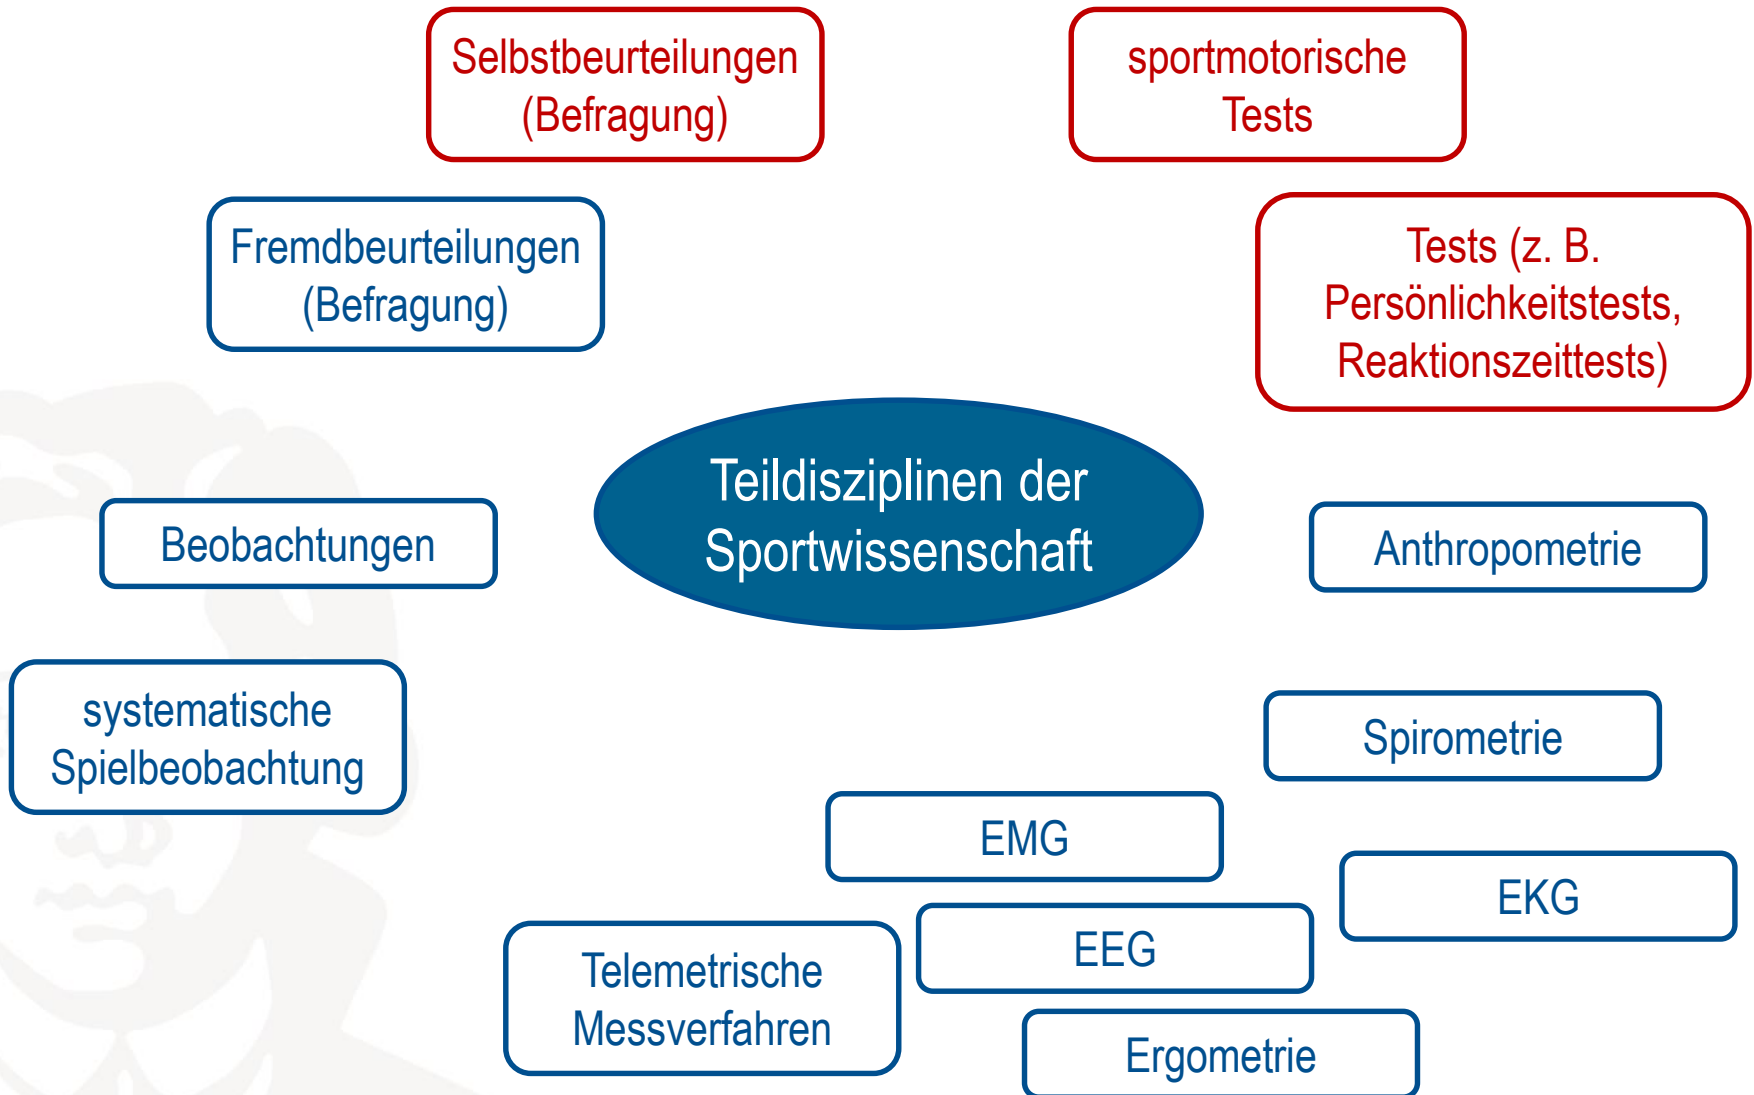 Selbstbeurteilungen
(Befragung)
sportmotorische
Tests
Fremdbeurteilungen
(Befragung)
Tests (z. B.
Persönlichkeitstests,
Reaktionszeittests)
Teildisziplinen der
Sportwissenschaft
Beobachtungen
Anthropometrie
systematische
Spielbeobachtung
Spirometrie
EMG
EKG
EEG
Telemetrische
Messverfahren
Ergometrie